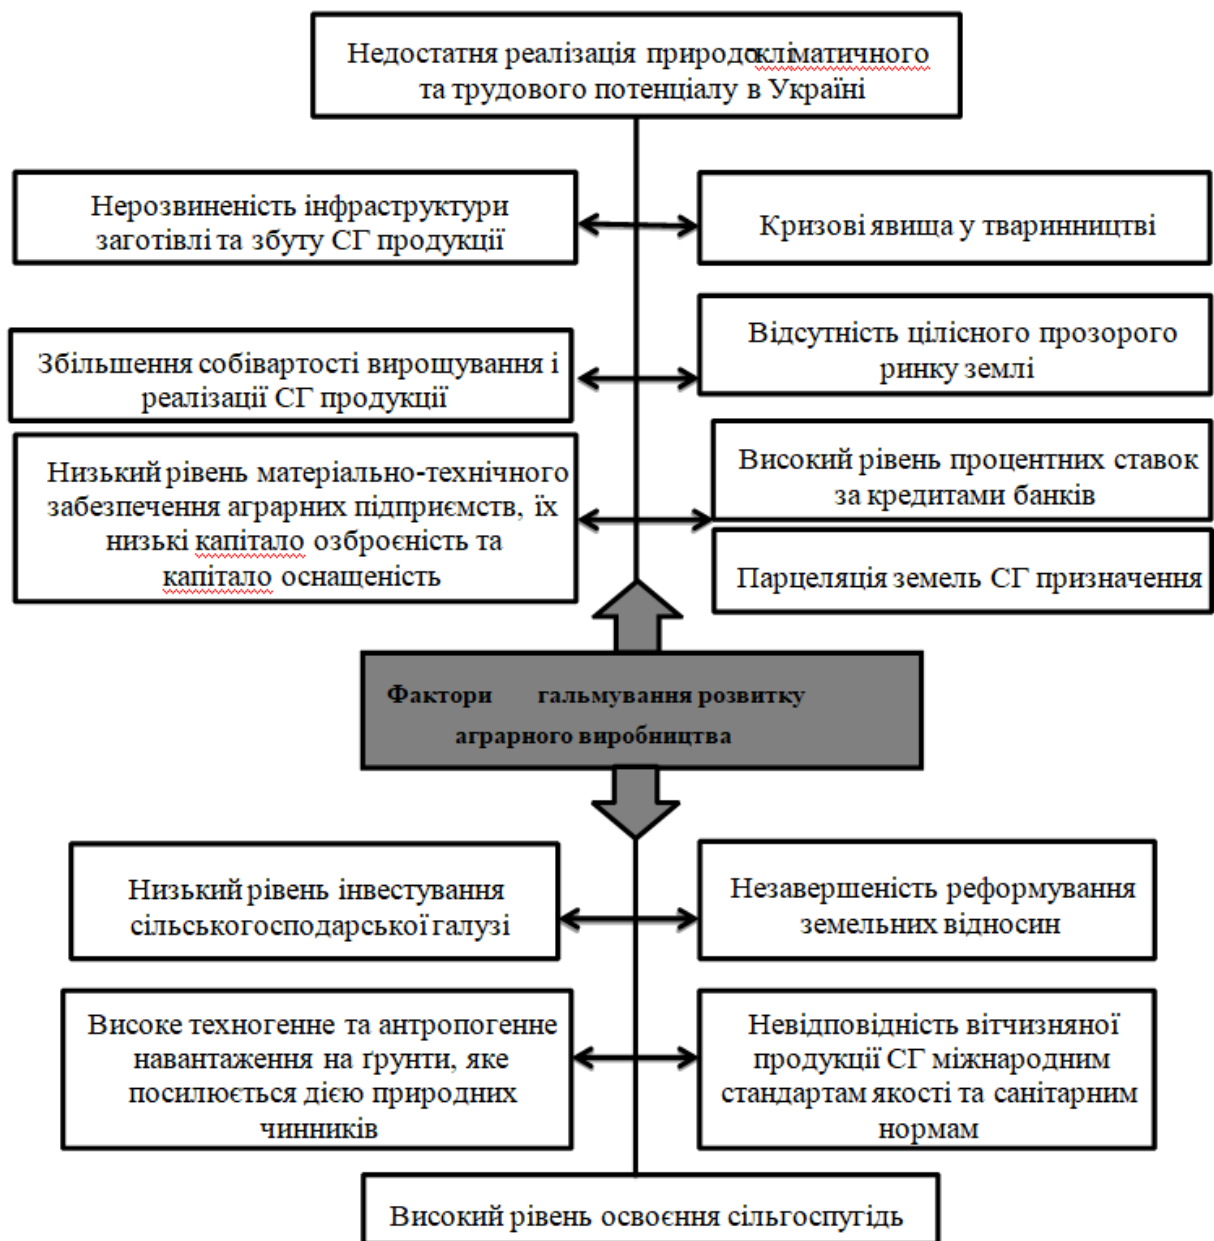 Недостатня реалізація природокліматичного
та трудового потенціалу в Україні
Нерозвиненість інфраструктури
заготівлі та збуту СГ продукції
Кризові явища у тваринництві
Збільшення собівартості вирощування і
реалізації СГ продукції
Відсутність цілісного прозорого
ринку землі
Низький рівень матеріально-технічного
забезпечення аграрних підприємств, їх
низькі капітало озброєність та
капітало оснащеність
Високий рівень процентних ставок
за кредитами банків
Парцеляція земель СГ призначення
Фактори гальмування розвитку
аграрного виробництва
Низький рівень інвестування
сільськогосподарської галузі
Незавершеність реформування
земельних відносин
Високе техногенне та антропогенне
навантаження на ґрунти, яке
посилюється дією природних
чинників
Невідповідність вітчизняної
продукції СГ міжнародним
стандартам якості та санітарним
нормам
Високий рівень освоєння сільгоспугідь